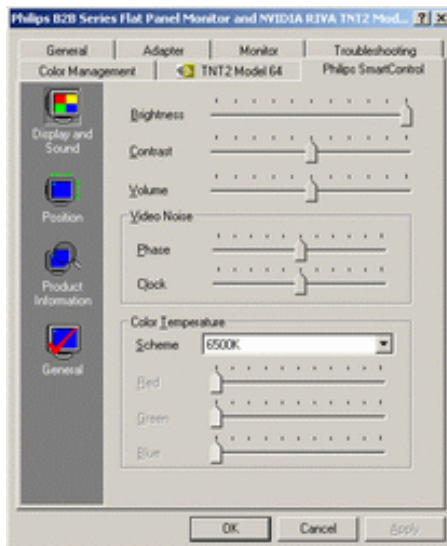 Philips B2B Series Flat Panel Monitor and NVIDIA RIVA TNT2 Mod...
General Adapter Monitor Troubleshooting
Color Management TNT2 Model 64 Philips SmartControl
Display and
Sound
Position
Product
Information
General
Brightness
Contrast
Volume
Video Noise
Phase
Clock
Color Temperature
Scheme 6500K
Red
Green
Blue
OK Cancel Apply